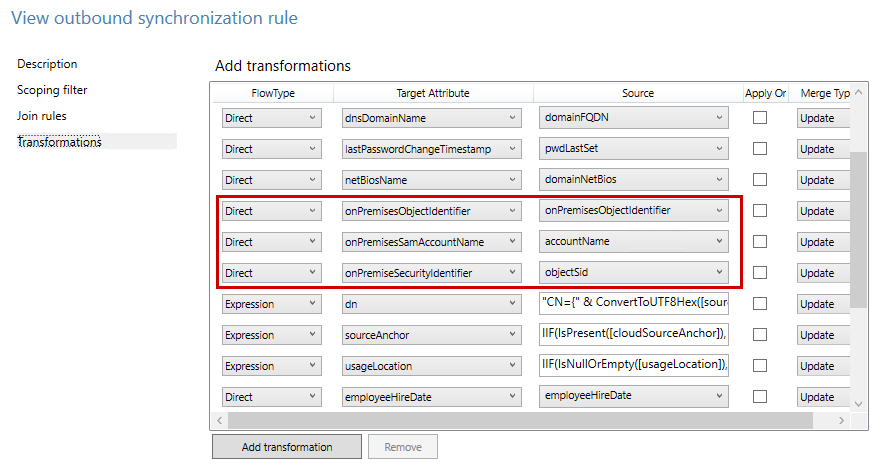 View outbound synchronization rule
Description
Scoping filter
Join rules
Transformations
Add transformations
FlowType Target Attribute Source Apply Or Merge Typ
Direct dnsDomainName domainFQDN Update
Direct lastPasswordChangeTimestamp pwdLastSet Update
Direct netBiosName domainNetBios Update
Direct onPremisesObjectIdentifier onPremisesObjectIdentifier Update
Direct onPremisesSamAccountName accountName Update
Direct onPremiseSecurityIdentifier objectSid Update
Expression dn "CN={" & ConvertToUTF8Hex([sour Update
Expression sourceAnchor IIF(IsPresent([cloudSourceAnchor]), Update
Expression usageLocation IIF(IsNullOrEmpty([usageLocation]), Update
Direct employeeHireDate employeeHireDate Update
Add transformation Remove